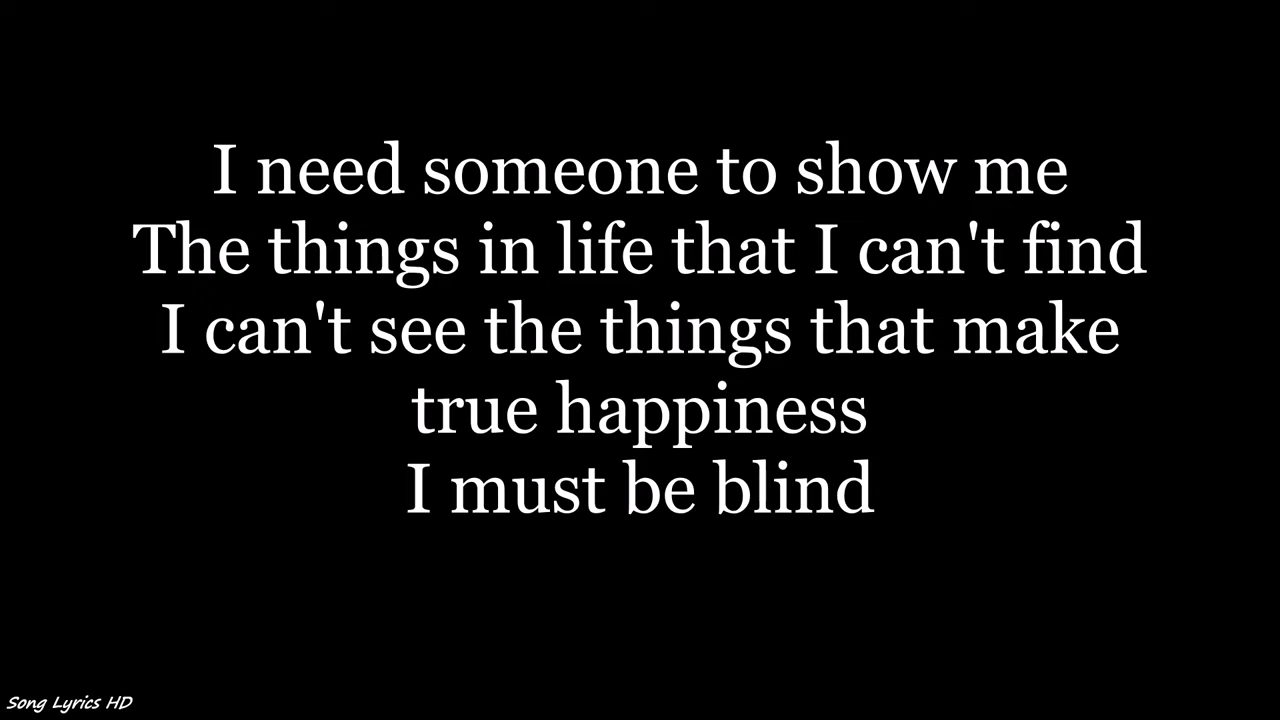 I need someone to show me
The things in life that I can't find
I can't see the things that make
true happiness
I must be blind
Song Lyrics HD